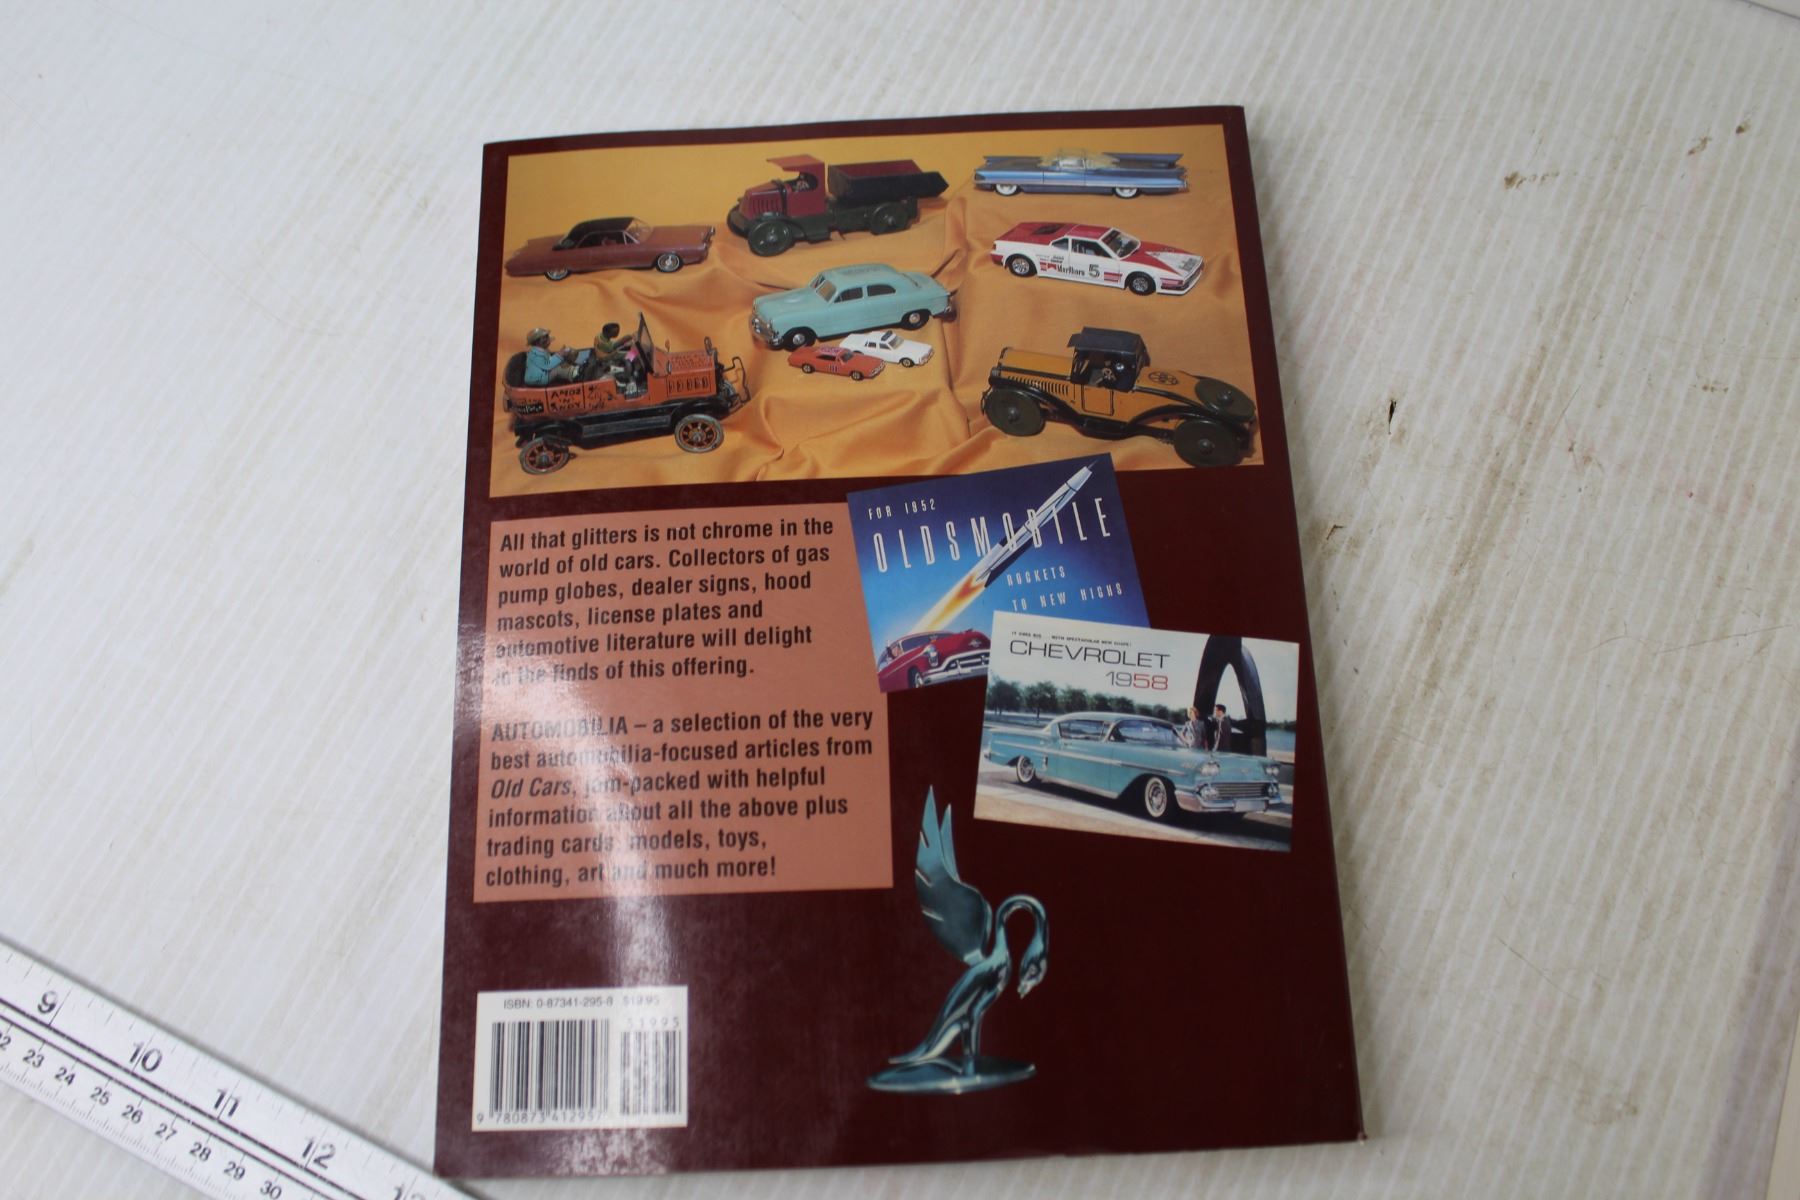 Marlboro 5
AMOS
'N'
ANDY
01
FOR 1952
OLDSMOBILE
ROCKETS
TO NEW HIGHS
All that glitters is not chrome in the
world of old cars. Collectors of gas
pump globes, dealer signs, hood
mascots, license plates and
automotive literature will delight
in the finds of this offering.
CHEVROLET
1958
AUTOMOBILIA – a selection of the very
best automobilia-focused articles from
Old Cars, jam-packed with helpful
information about all the above plus
trading cards, models, toys,
clothing, art and much more!
ISBN: 0-87341-295-8 $19.95
51995
9 780873 412957
9 10 11 12
22 23 24 25 26 27 28 29 30